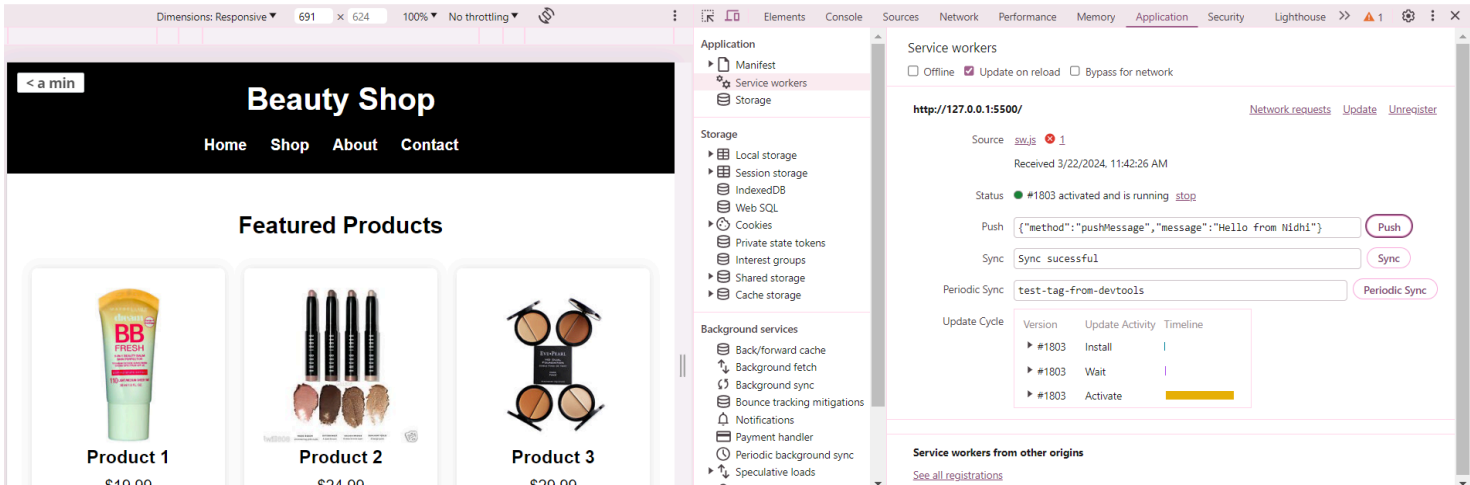 Dimensions: Responsive ▼ 691 × 624 100% ▼ No throttling ▼
Elements Console Sources Network Performance Memory Application Security Lighthouse 1
< a min
Beauty Shop
Home Shop About Contact
Featured Products
BB
FRESH
Product 1
Product 2
Product 3
$19.99
$24.99
$29.99
Application
Manifest
Service workers
Storage
Storage
Local storage
Session storage
IndexedDB
Web SQL
Cookies
Private state tokens
Interest groups
Shared storage
Cache storage
Background services
Back/forward cache
Background fetch
Background sync
Bounce tracking mitigations
Notifications
Payment handler
Periodic background sync
Speculative loads
Service workers
Offline Update on reload Bypass for network
http://127.0.0.1:5500/ Network requests Update Unregister
Source sw.js 1
Received 3/22/2024, 11:42:26 AM
Status #1803 activated and is running stop
Push {"method":"pushMessage","message":"Hello from Nidhi"} Push
Sync Sync sucessful Sync
Periodic Sync test-tag-from-devtools Periodic Sync
Update Cycle Version Update Activity Timeline
#1803 Install
#1803 Wait
#1803 Activate
Service workers from other origins
See all registrations